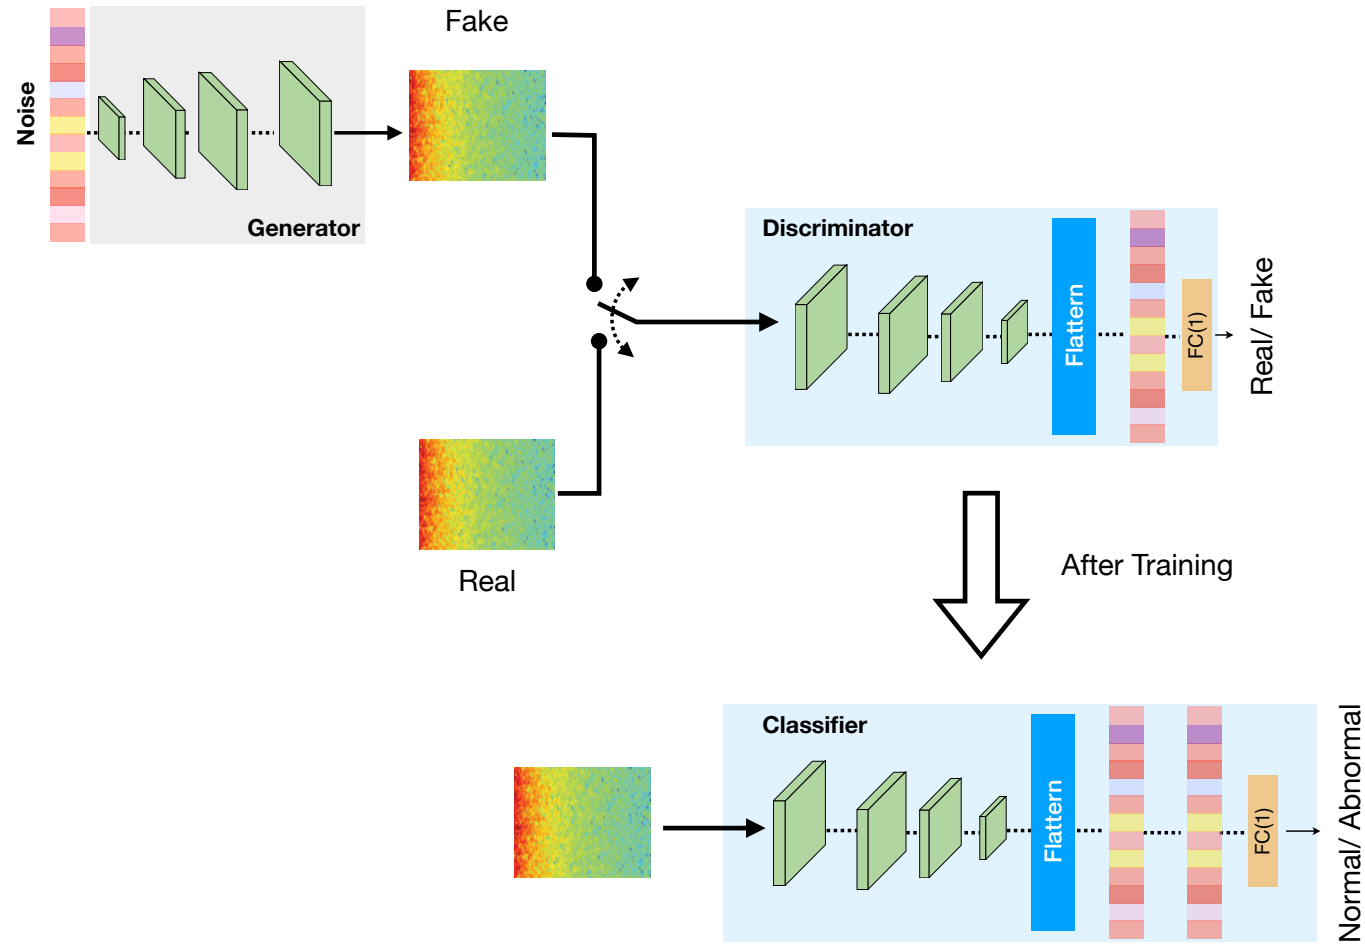 Fake
Noise
Generator
Discriminator
Flattern
FC(1)
Real/ Fake
Real
After Training
Classifier
Flattern
FC(1)
Normal/ Abnormal